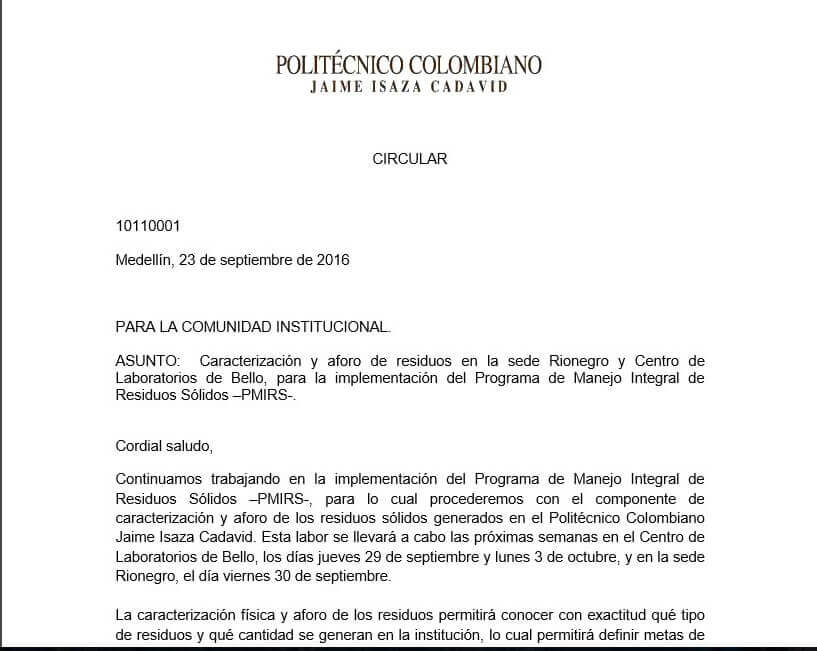 POLITÉCNICO COLOMBIANO
JAIME ISAZA CADAVID
CIRCULAR
10110001
Medellín, 23 de septiembre de 2016
PARA LA COMUNIDAD INSTITUCIONAL.
ASUNTO: Caracterización y aforo de residuos en la sede Rionegro y Centro de
Laboratorios de Bello, para la implementación del Programa de Manejo Integral de
Residuos Sólidos –PMIRS-.
Cordial saludo,
Continuamos trabajando en la implementación del Programa de Manejo Integral de
Residuos Sólidos –PMIRS-, para lo cual procederemos con el componente de
caracterización y aforo de los residuos sólidos generados en el Politécnico Colombiano
Jaime Isaza Cadavid. Esta labor se llevará a cabo las próximas semanas en el Centro de
Laboratorios de Bello, los días jueves 29 de septiembre y lunes 3 de octubre, y en la sede
Rionegro, el día viernes 30 de septiembre.
La caracterización física y aforo de los residuos permitirá conocer con exactitud qué tipo
de residuos y qué cantidad se generan en la institución, lo cual permitirá definir metas de